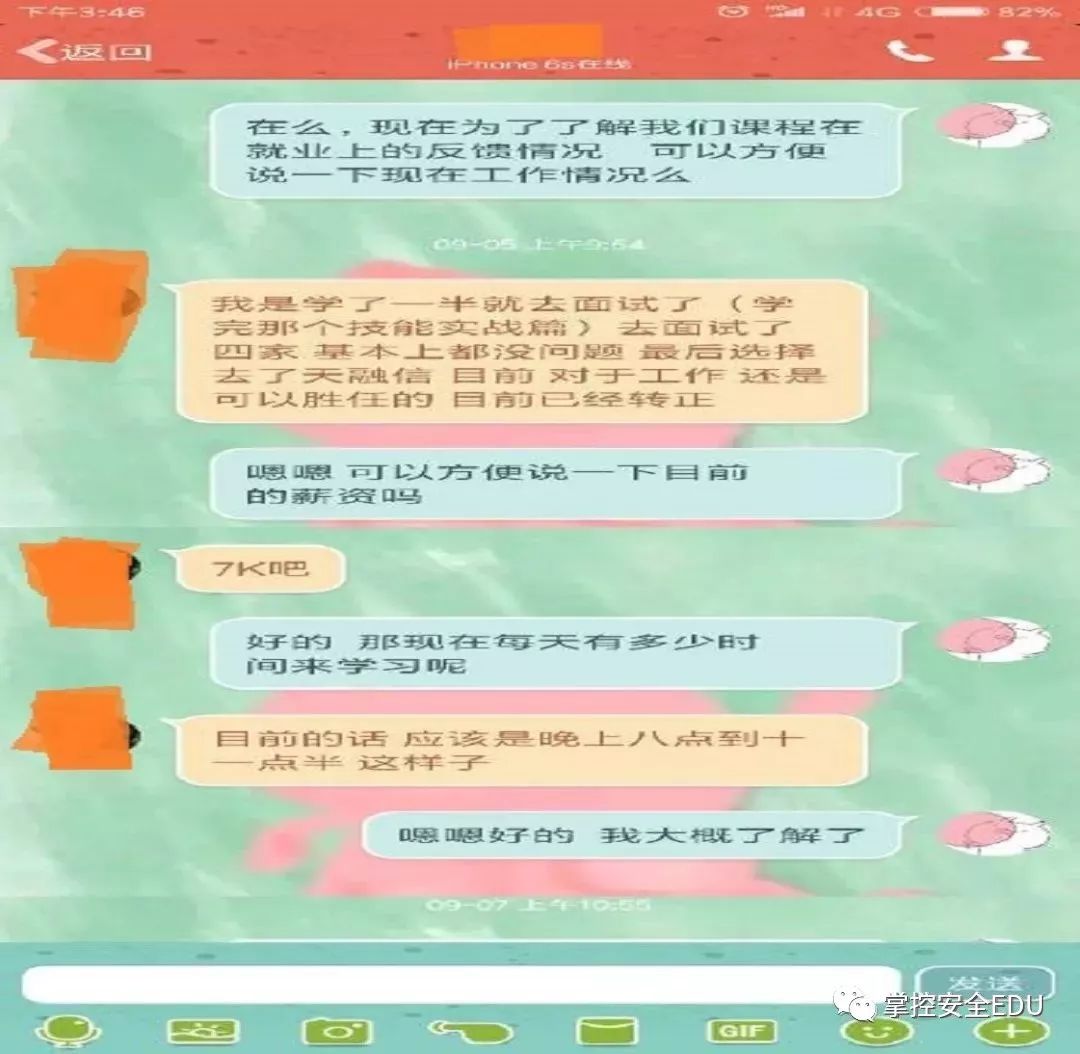 下午3:46
4G
82%
返回
iPhone 6s在线
在么，现在为了了解我们课程在
就业上的反馈情况 可以方便
说一下现在工作情况么
09-05 上午9:54
我是学了一半就去面试了（学
完那个技能实战篇）去面试了
四家 基本上都没问题 最后选择
去了天融信 目前 对于工作 还是
可以胜任的 目前已经转正
嗯嗯 可以方便说一下目前
的薪资吗
7K吧
好的 那现在每天有多少时
间来学习呢
目前的话 应该是晚上八点到十
一点半 这样子
嗯嗯好的 我大概了解了
09-07 上午10:55
发送
掌控安全EDU
GIF